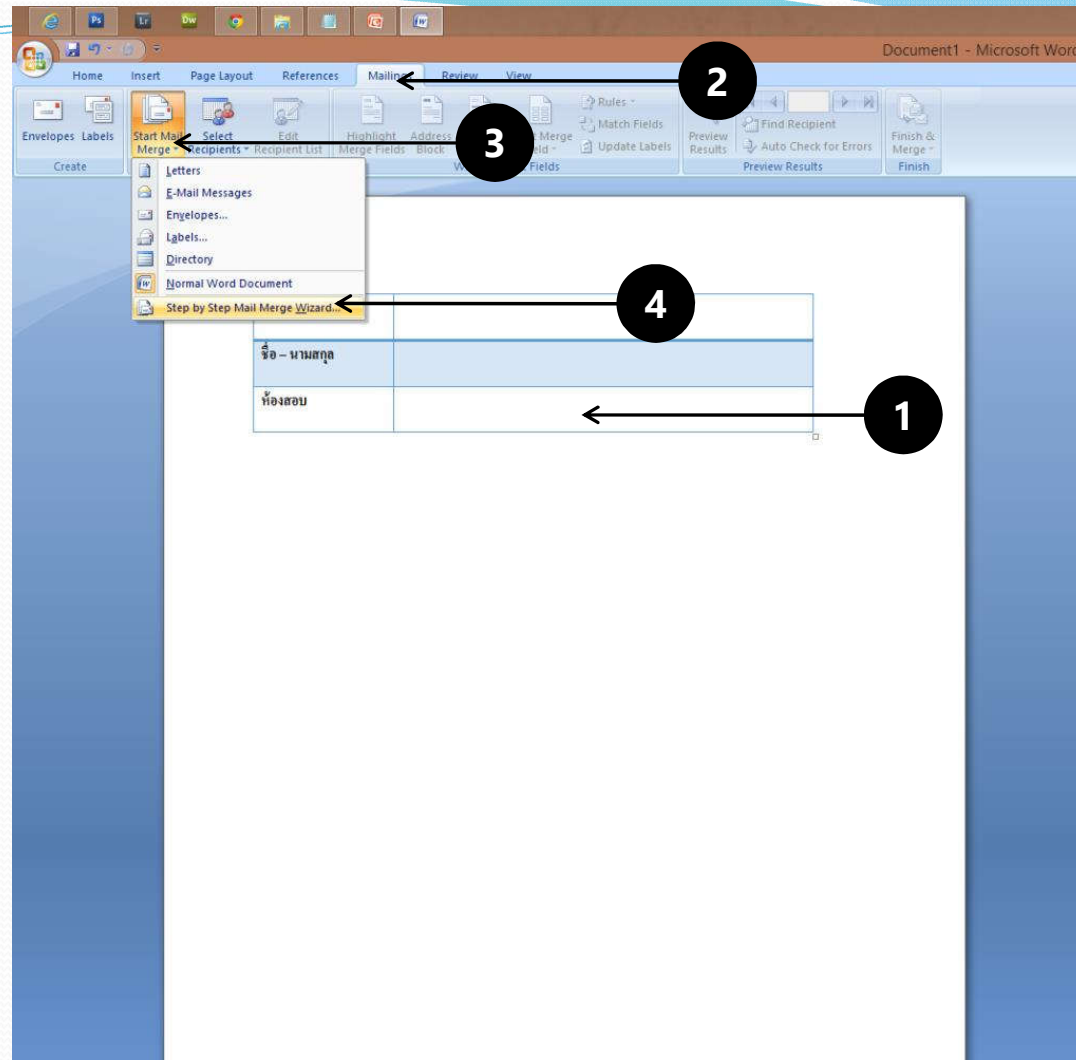 Ps Lr Dw
Document1 - Microsoft Word
Home Insert Page Layout References Mailings Review View
2
Envelopes Labels
Start Mail Merge
Select Recipients
Edit Recipient List
Highlight Merge Fields
Address Block
3
Merge
Rules
Match Fields
Update Labels
Preview Results
Find Recipient
Auto Check for Errors
Finish & Merge
Create Fields Preview Results Finish
Letters
E-Mail Messages
Envelopes...
Labels...
Directory
Normal Word Document
Step by Step Mail Merge Wizard...
4
ชื่อ – นามสกุล
ห้องสอบ
1